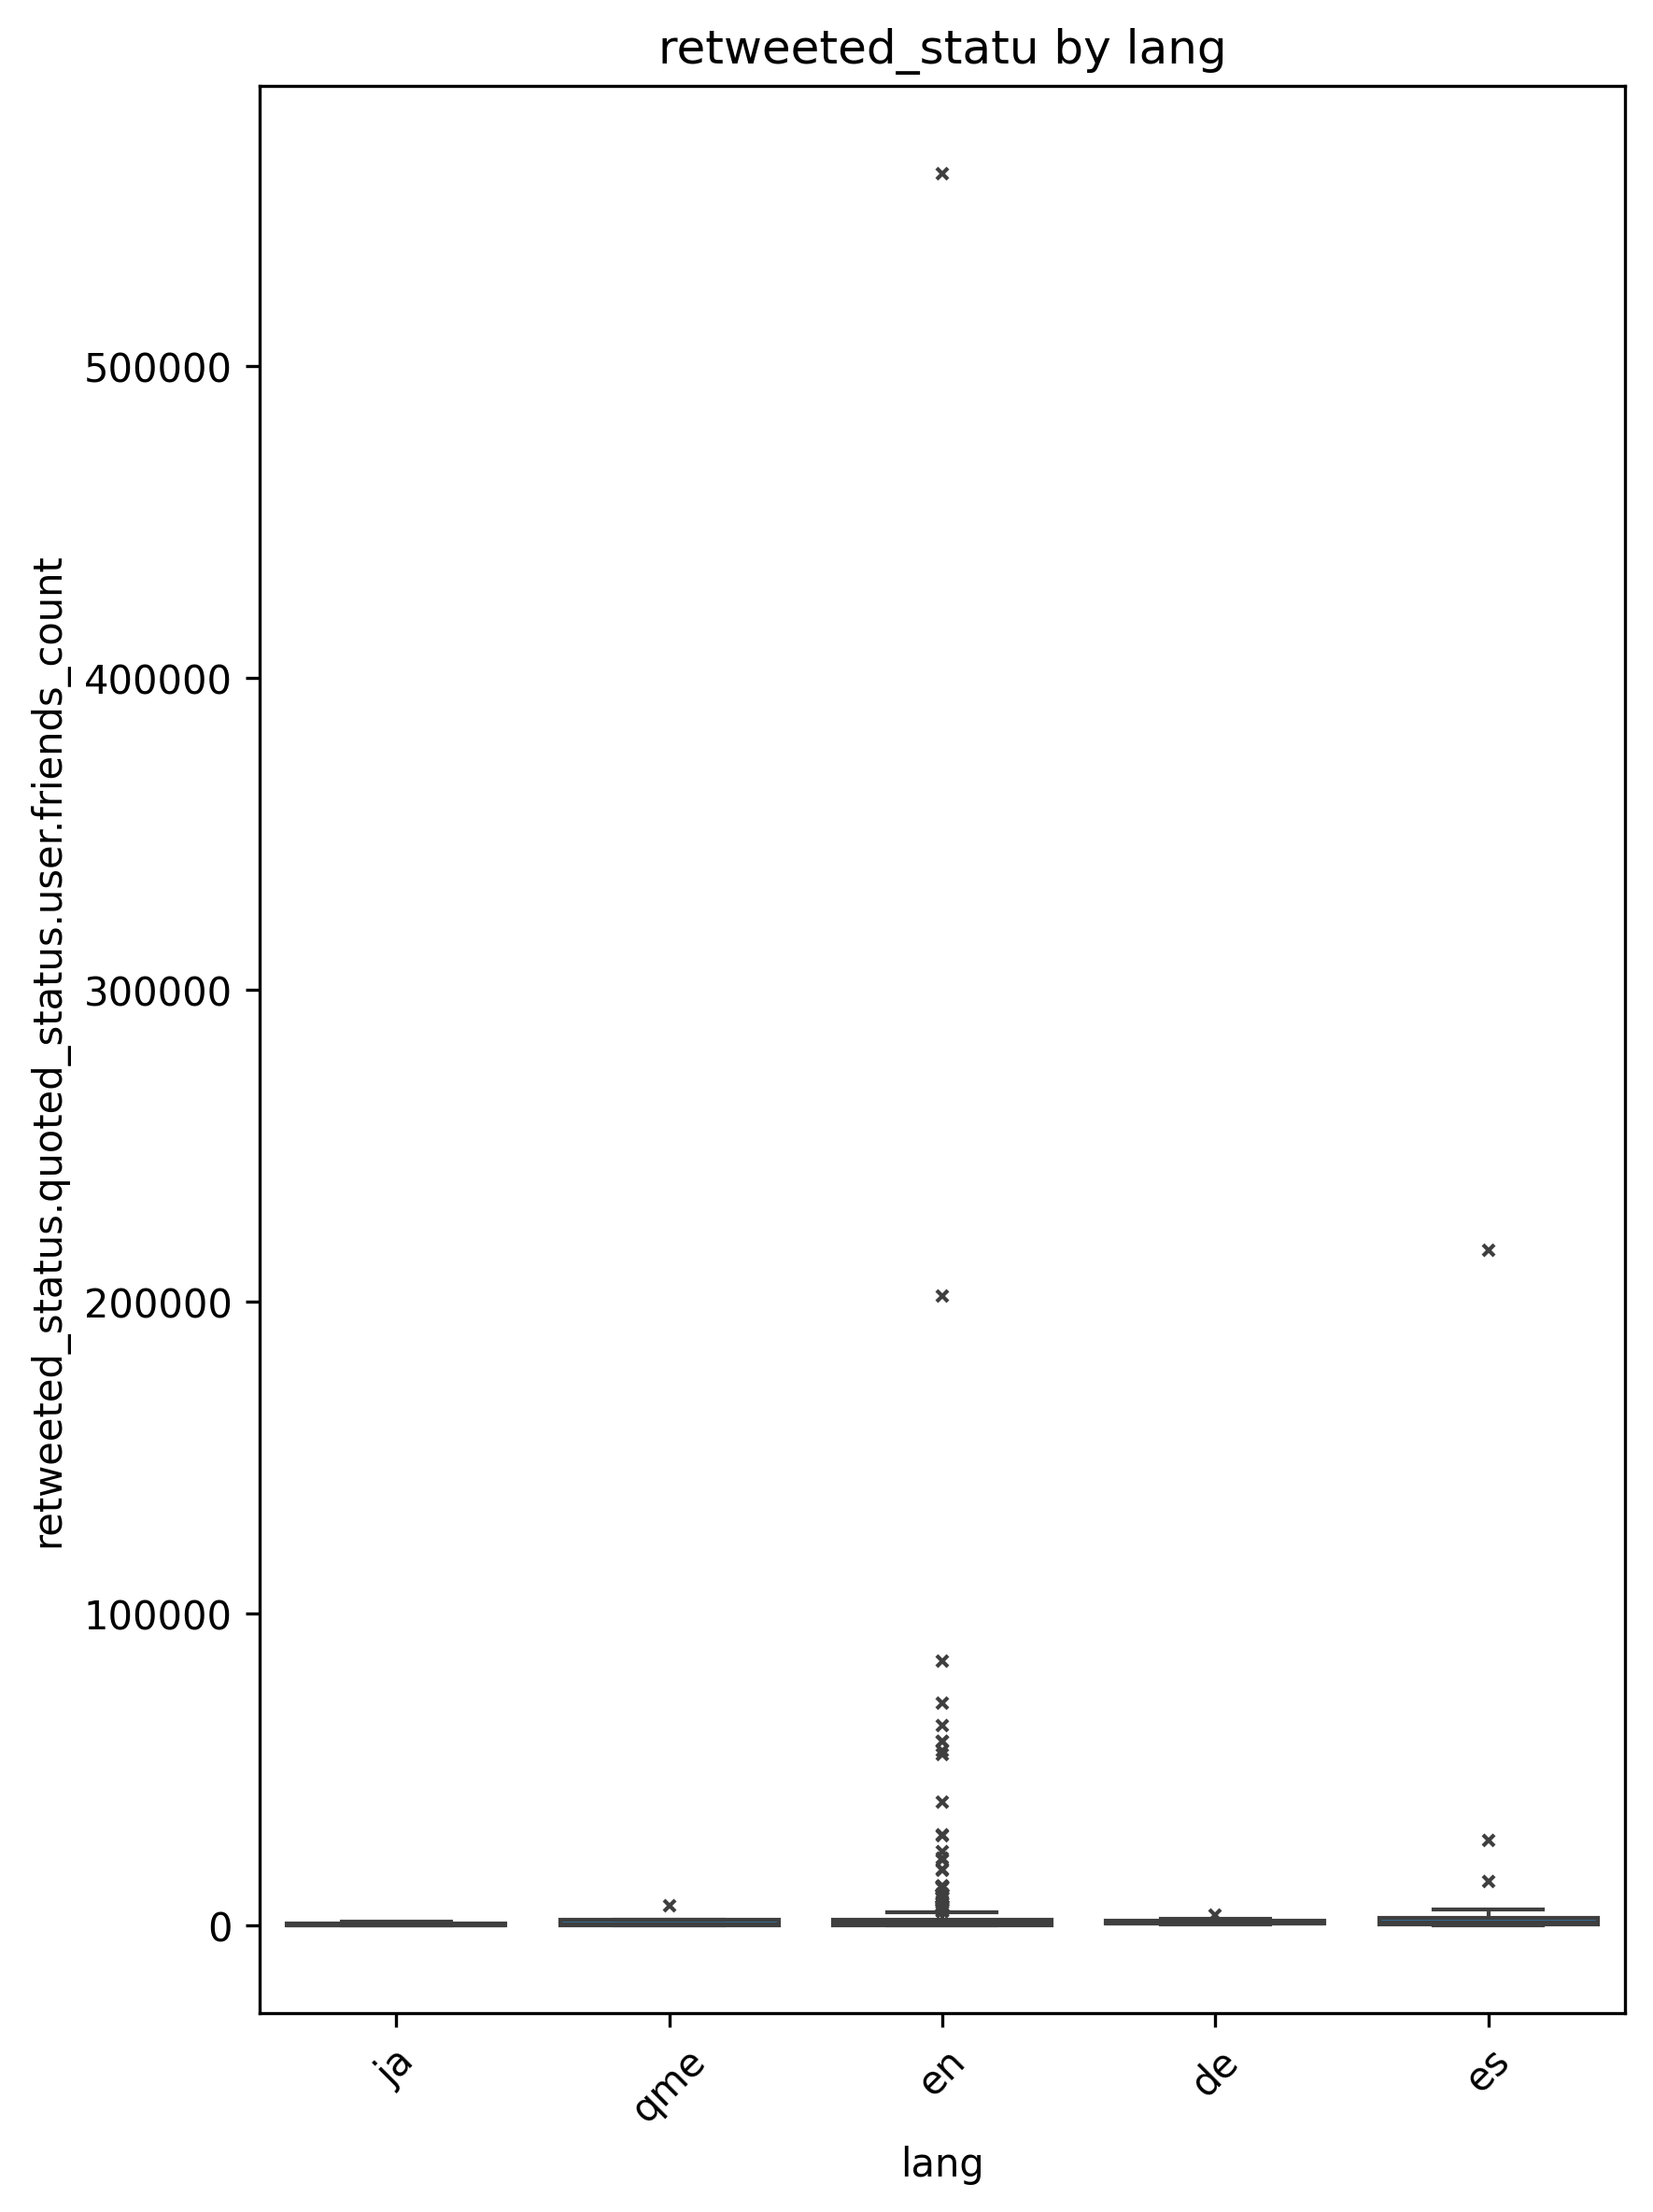 retweeted_statu by lang
retweeted_status.quoted_status.user.friends_count
500000
400000
300000
200000
100000
0
ja
qme
en
de
es
lang